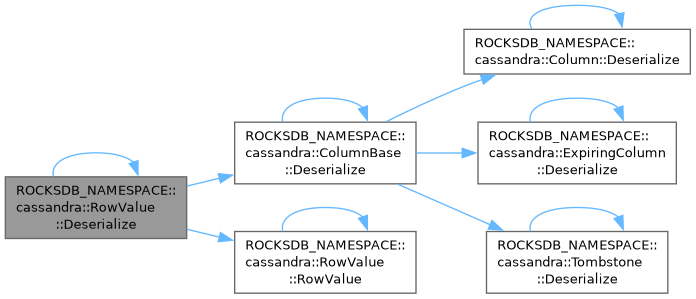 ROCKSDB_NAMESPACE::
cassandra::RowValue
::Deserialize
ROCKSDB_NAMESPACE::
cassandra::ColumnBase
::Deserialize
ROCKSDB_NAMESPACE::
cassandra::RowValue
::RowValue
ROCKSDB_NAMESPACE::
cassandra::Column::Deserialize
ROCKSDB_NAMESPACE::
cassandra::ExpiringColumn
::Deserialize
ROCKSDB_NAMESPACE::
cassandra::Tombstone
::Deserialize